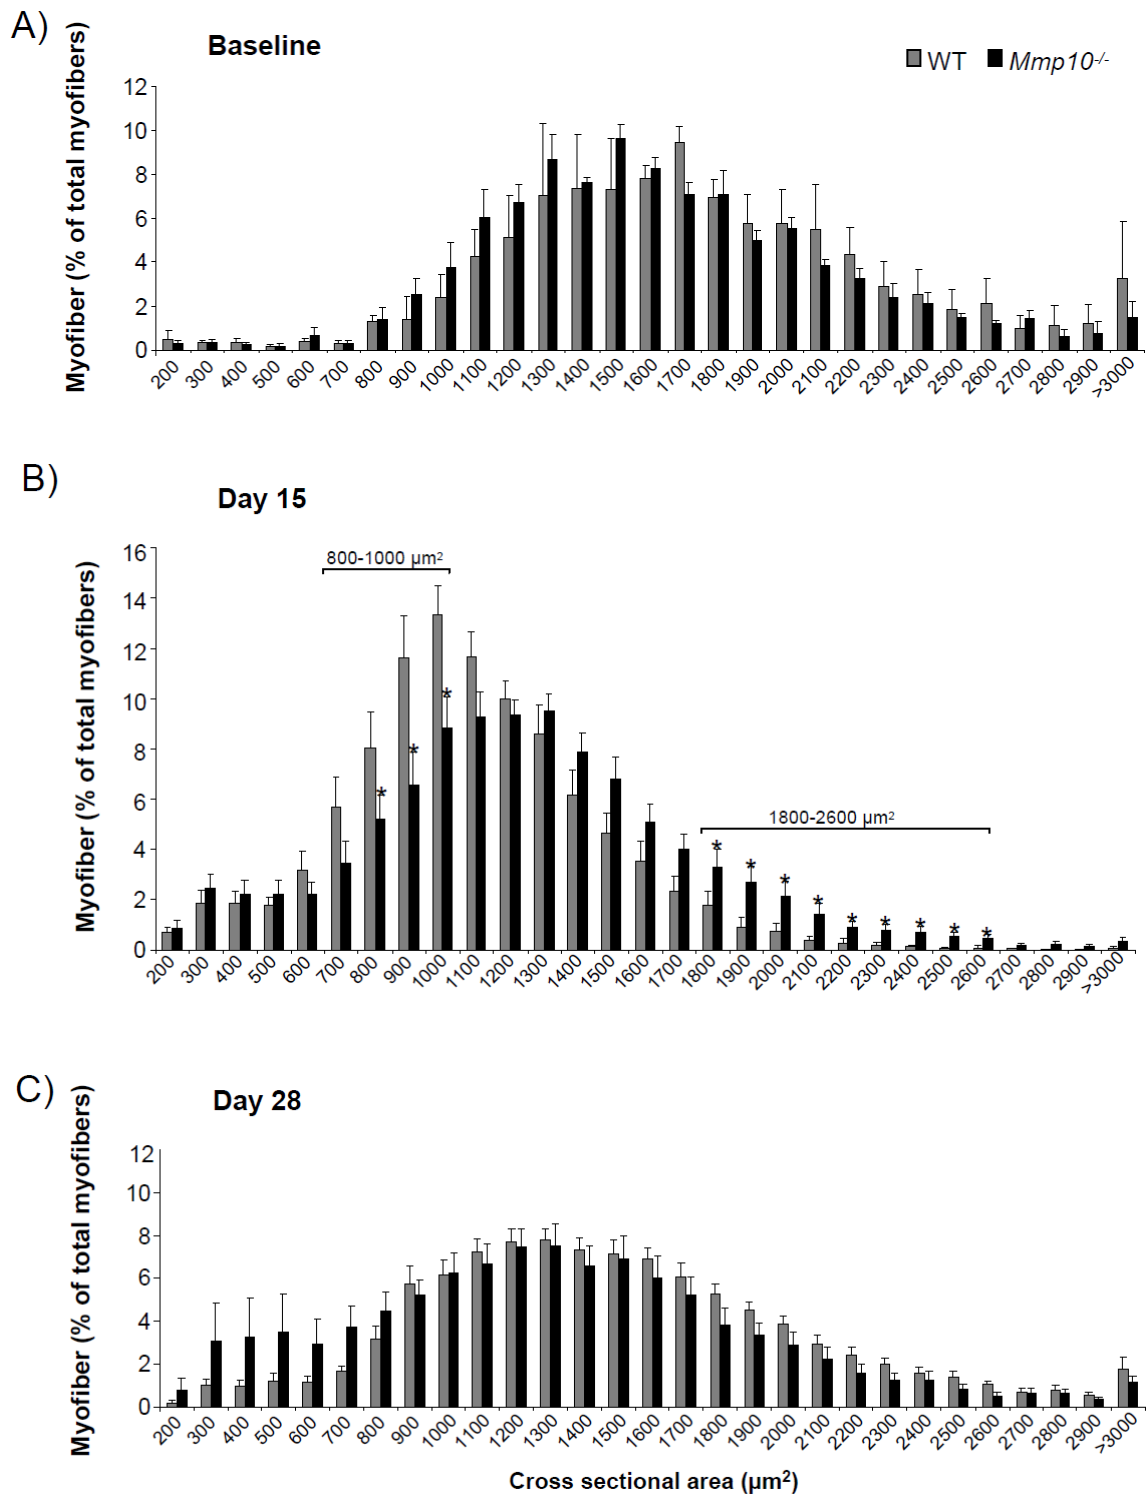 A)
Baseline
WT Mmp10-/-
Myofiber (% of total myofibers)
12
10
8
6
4
2
0
200 300 400 500 600 700 800 900 1000 1100 1200 1300 1400 1500 1600 1700 1800 1900 2000 2100 2200 2300 2400 2500 2600 2700 2800 2900 >3000
B)
Day 15
Myofiber (% of total myofibers)
16
14
12
10
8
6
4
2
0
800-1000 µm²
* * *
1800-2600 µm²
* * * * * * * * *
200 300 400 500 600 700 800 900 1000 1100 1200 1300 1400 1500 1600 1700 1800 1900 2000 2100 2200 2300 2400 2500 2600 2700 2800 2900 >3000
C)
Day 28
Myofiber (% of total myofibers)
12
10
8
6
4
2
0
200 300 400 500 600 700 800 900 1000 1100 1200 1300 1400 1500 1600 1700 1800 1900 2000 2100 2200 2300 2400 2500 2600 2700 2800 2900 >3000
Cross sectional area (µm²)